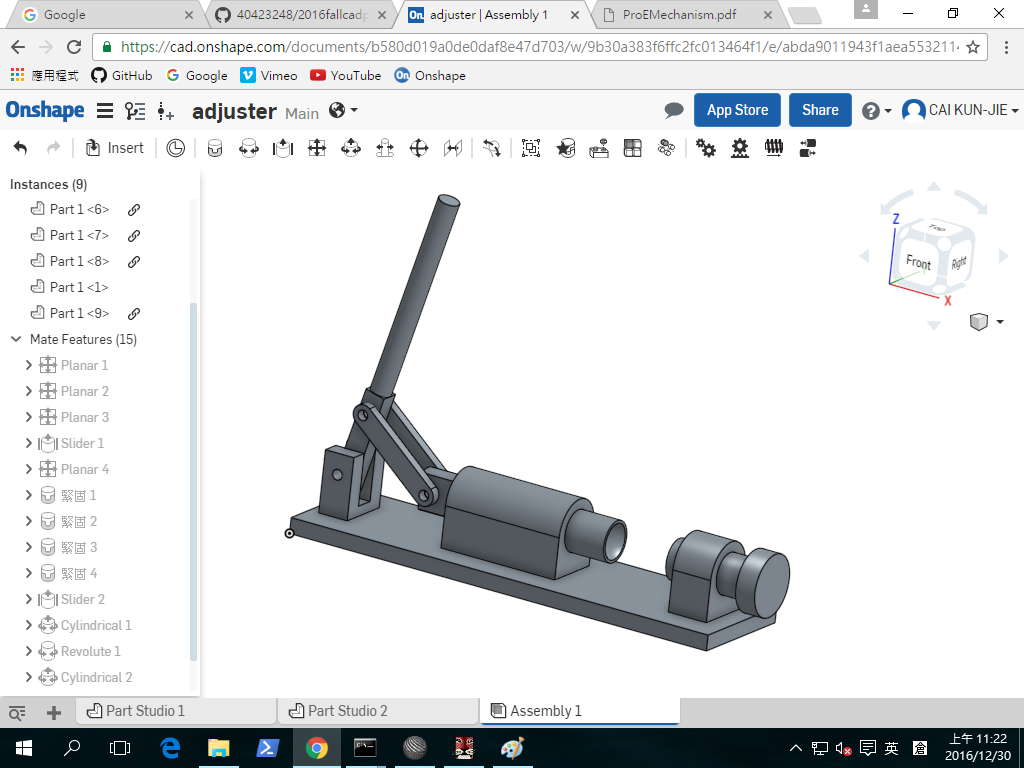 Google
40423248/2016fallcadp
On. adjuster | Assembly 1
ProEMechanism.pdf
https://cad.onshape.com/documents/b580d019a0de0daf8e47d703/w/9b30a383f6ffc2fc013464f1/e/abda9011943f1aea5532114
應用程式 GitHub Google Vimeo YouTube On Onshape
Onshape adjuster Main App Store Share CAI KUN-JIE
Insert
Instances (9)
Part 1 <6>
Part 1 <7>
Part 1 <8>
Part 1 <1>
Part 1 <9>
Mate Features (15)
Planar 1
Planar 2
Planar 3
Slider 1
Planar 4
緊固 1
緊固 2
緊固 3
緊固 4
Slider 2
Cylindrical 1
Revolute 1
Cylindrical 2
Z
Top
Front
Right
X
Part Studio 1
Part Studio 2
Assembly 1
英
倉
上午 11:22
2016/12/30